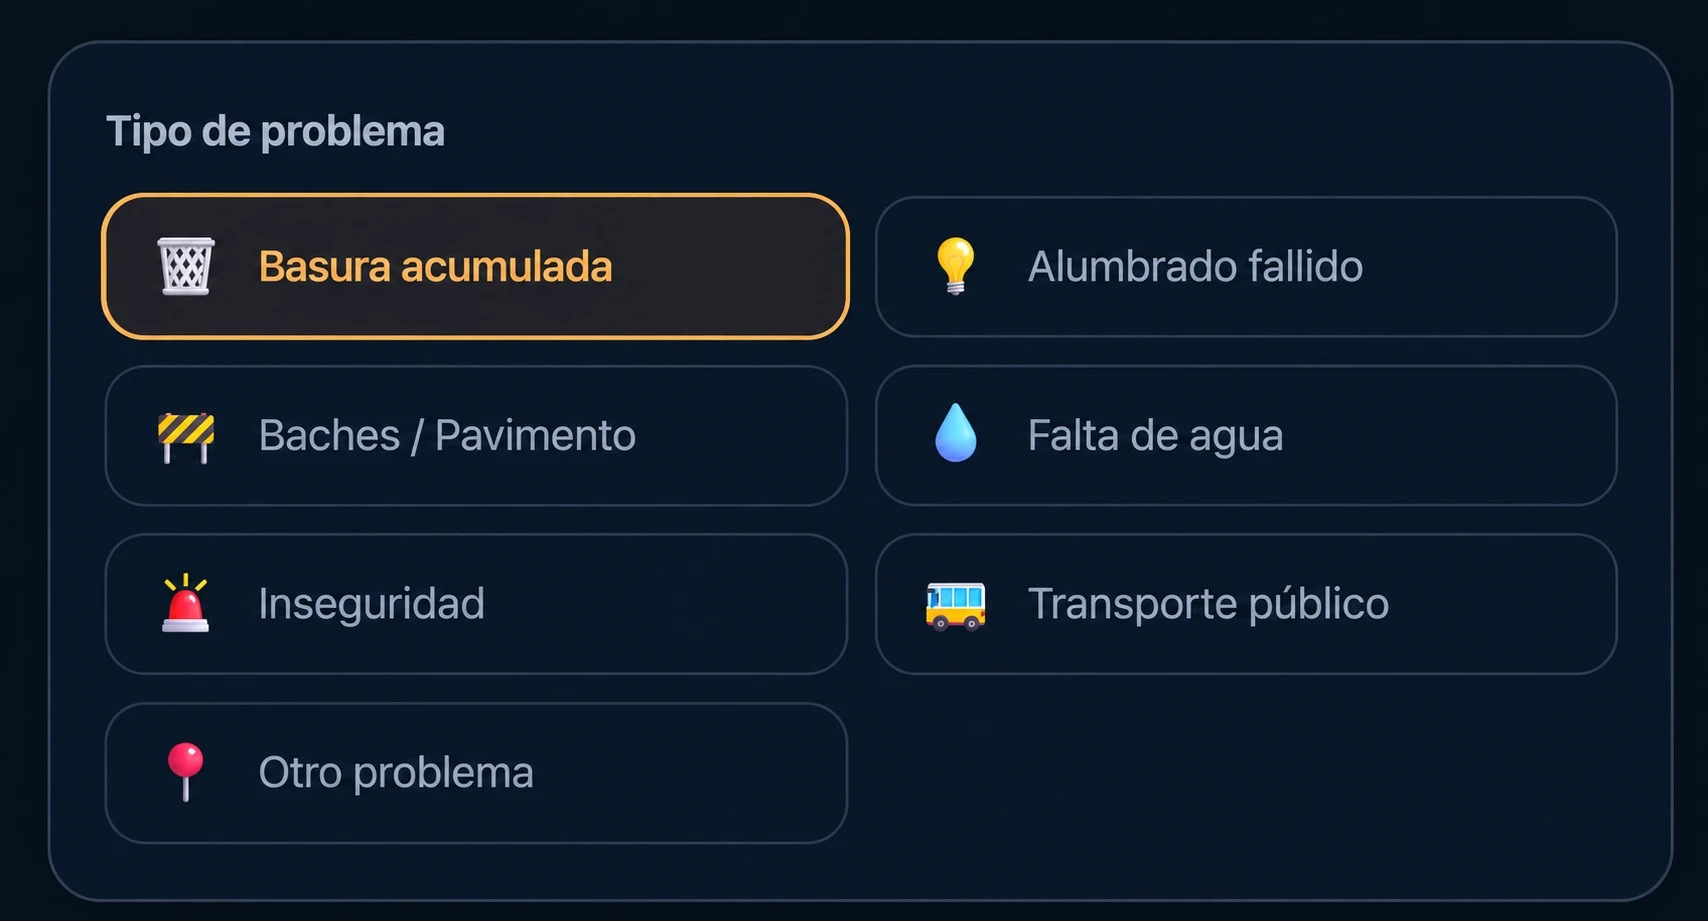 Tipo de problema
Basura acumulada
Alumbrado fallido
Baches / Pavimento
Falta de agua
Inseguridad
Transporte público
Otro problema